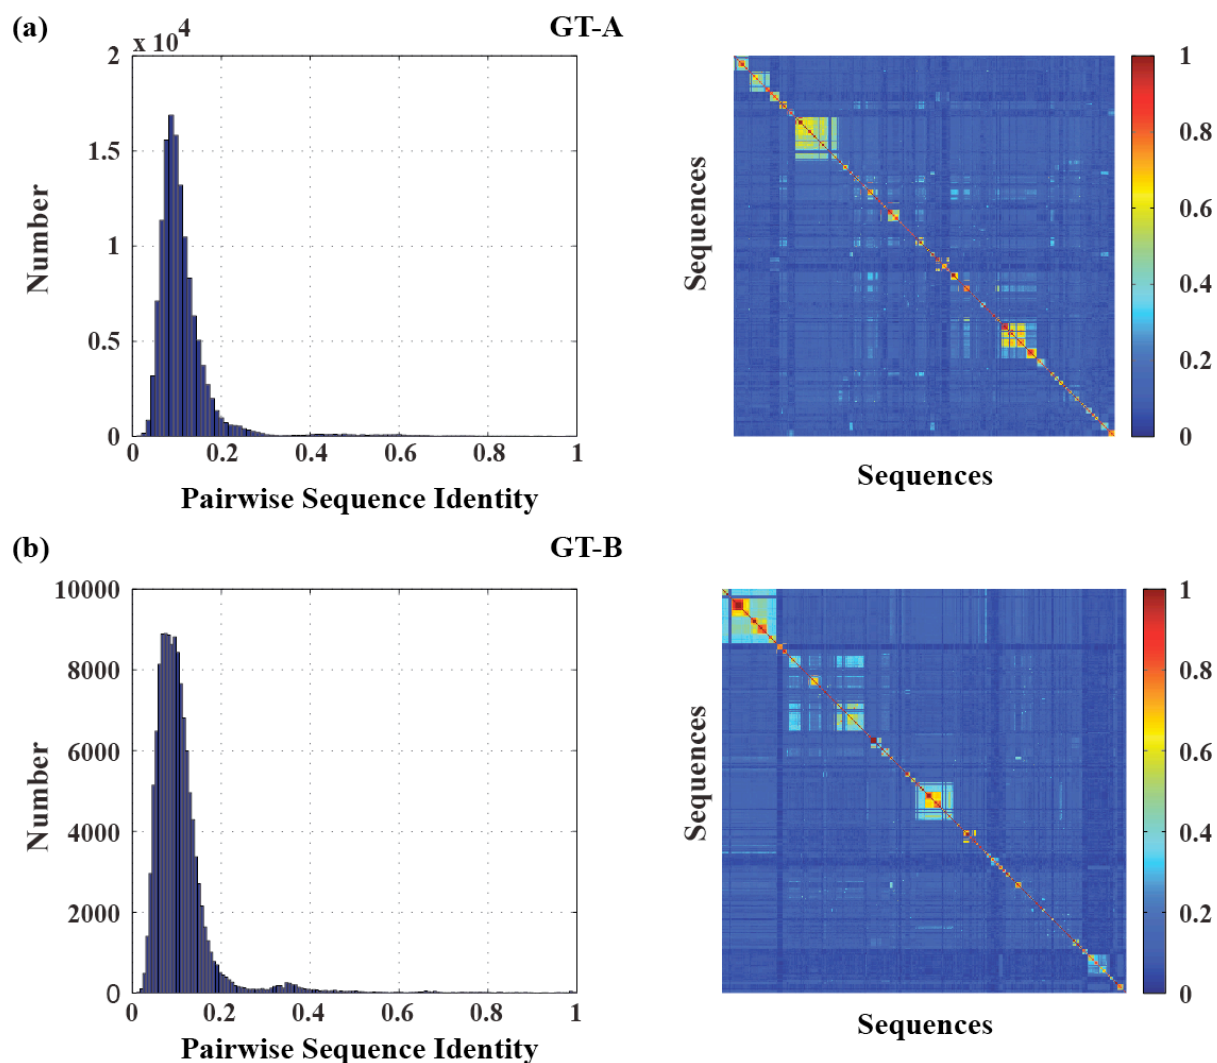 (a)
GT-A
x 10⁴
2
1.5
1
0.5
0
0.2
0.4
0.6
0.8
1
Number
Pairwise Sequence Identity
Sequences
Sequences
1
0.8
0.6
0.4
0.2
0
(b)
GT-B
10000
8000
6000
4000
2000
0
0
0.2
0.4
0.6
0.8
1
Number
Pairwise Sequence Identity
Sequences
Sequences
1
0.8
0.6
0.4
0.2
0